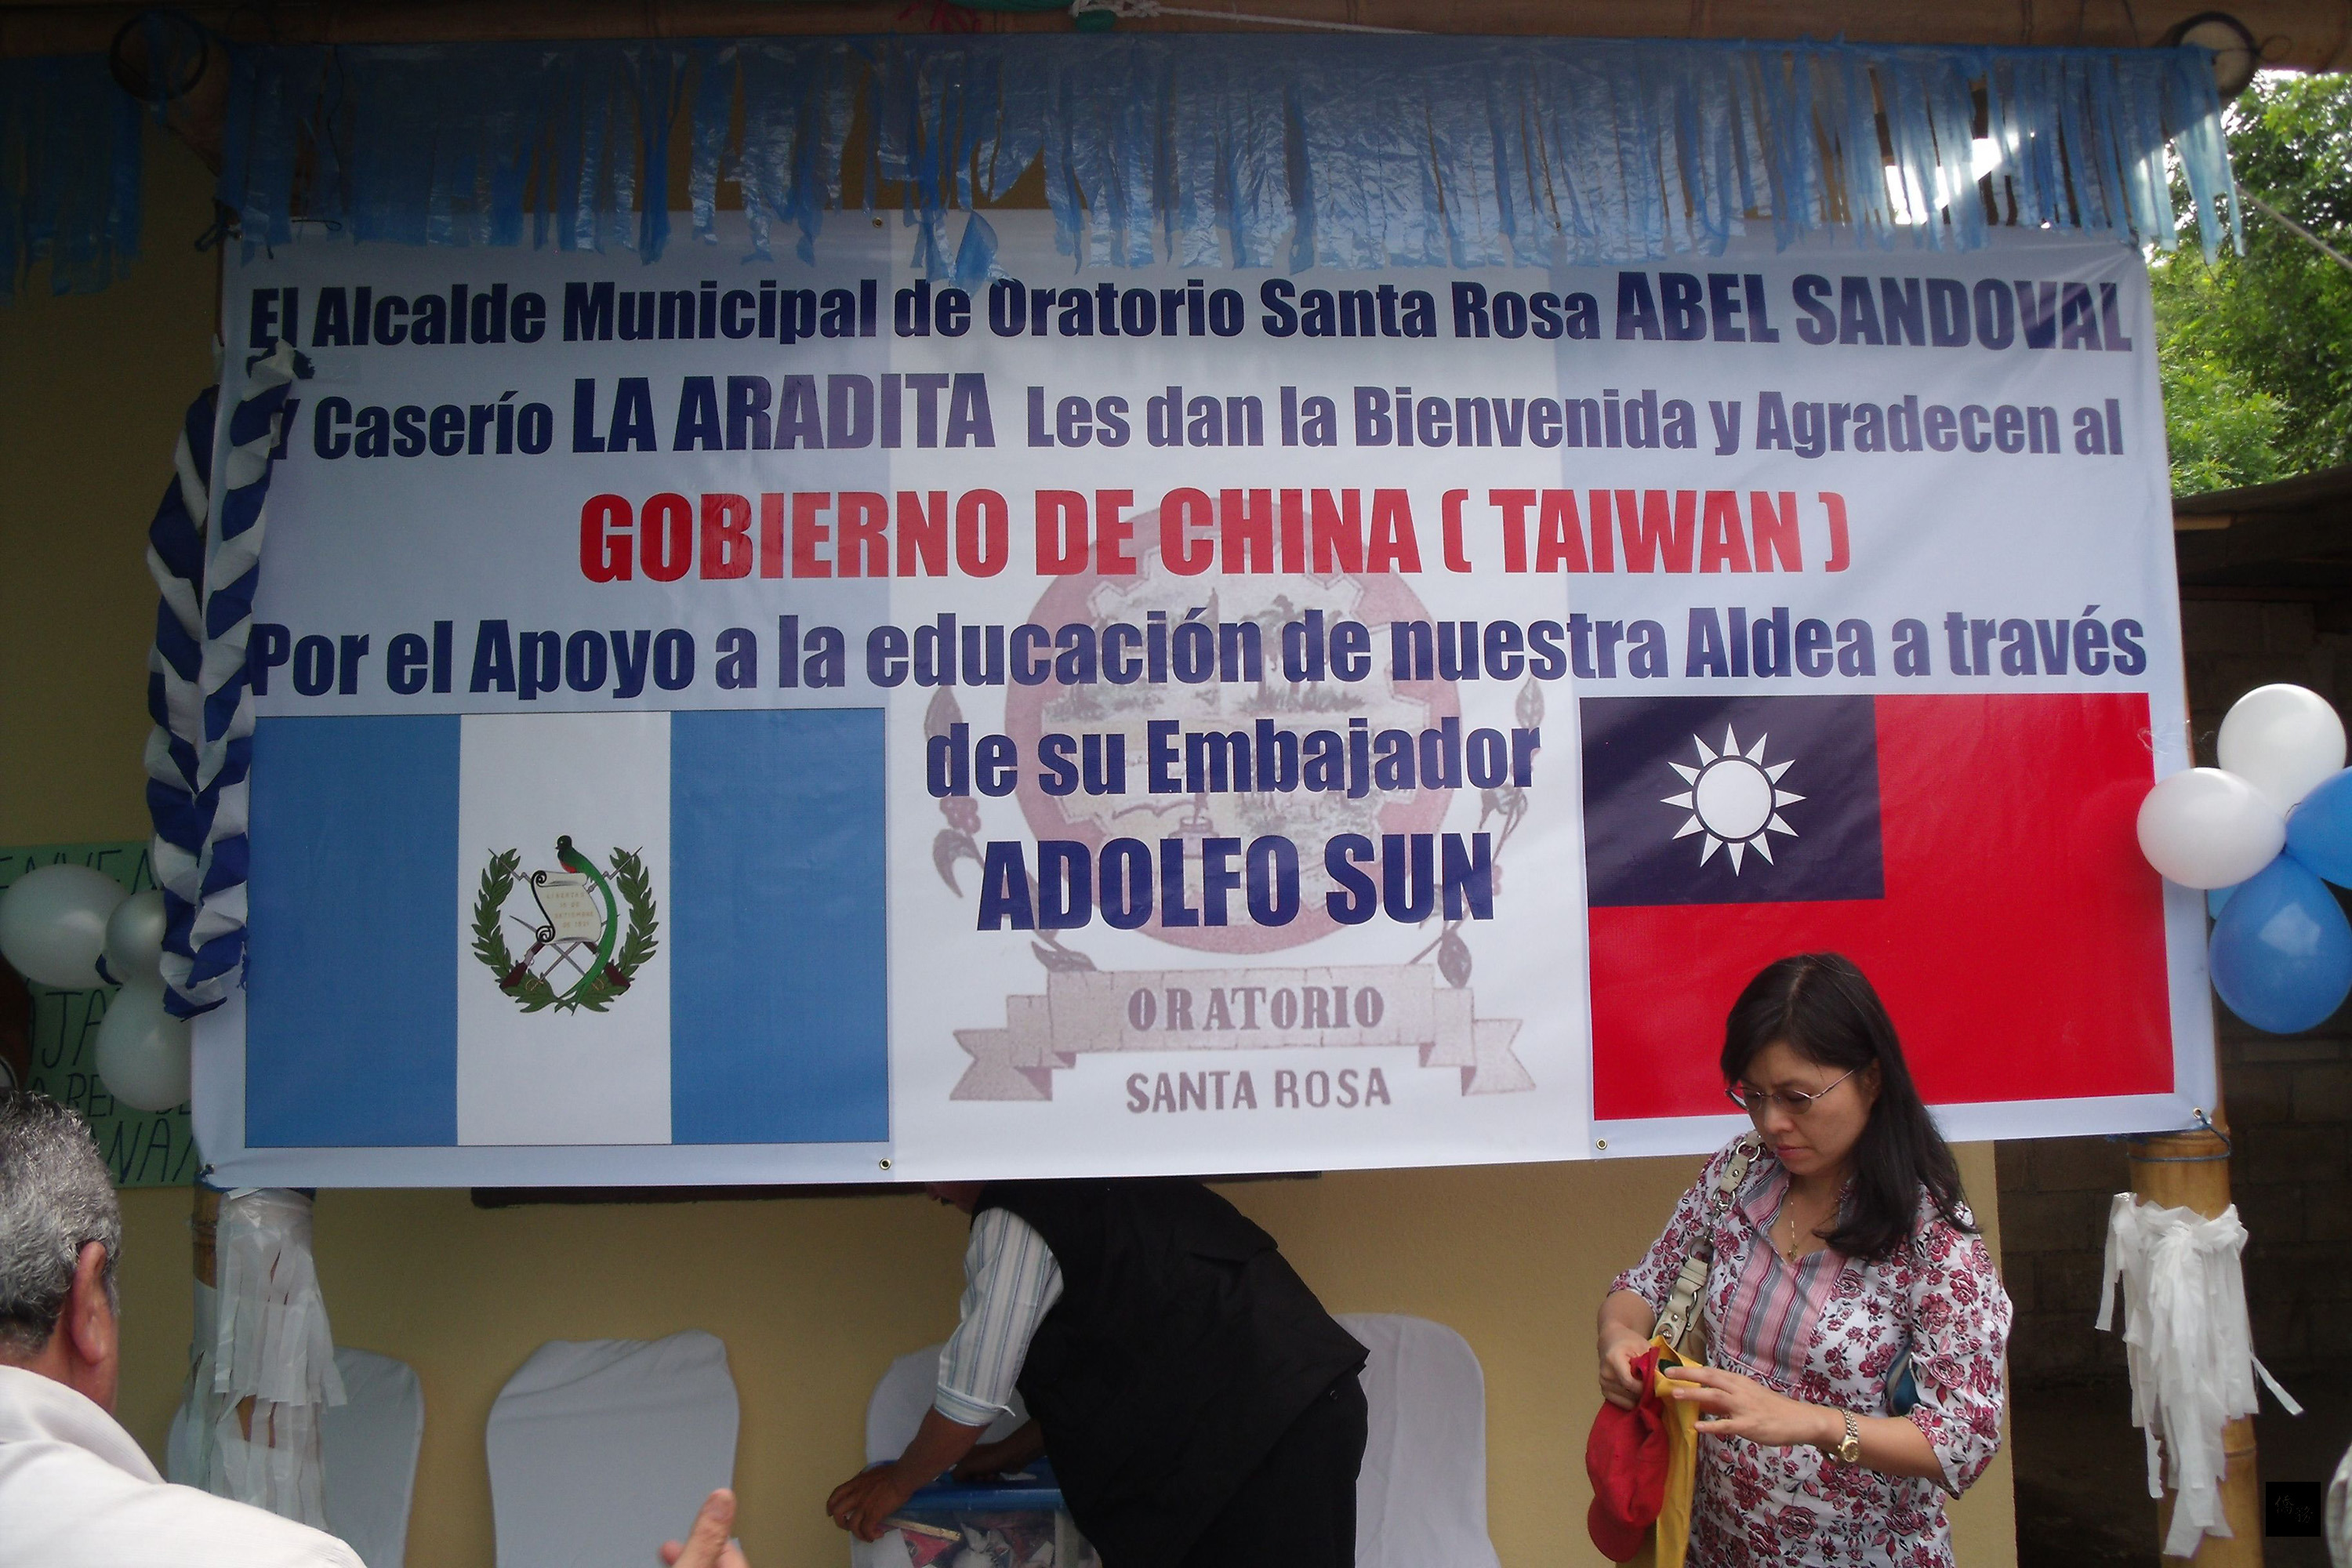 El Alcalde Municipal de Oratorio Santa Rosa ABEL SANDOVAL
Y Caserío LA ARADITA Les dan la Bienvenida y Agradecen al
GOBIERNO DE CHINA ( TAIWAN )
Por el Apoyo a la educación de nuestra Aldea a través
de su Embajador
ADOLFO SUN
ORATORIO
SANTA ROSA